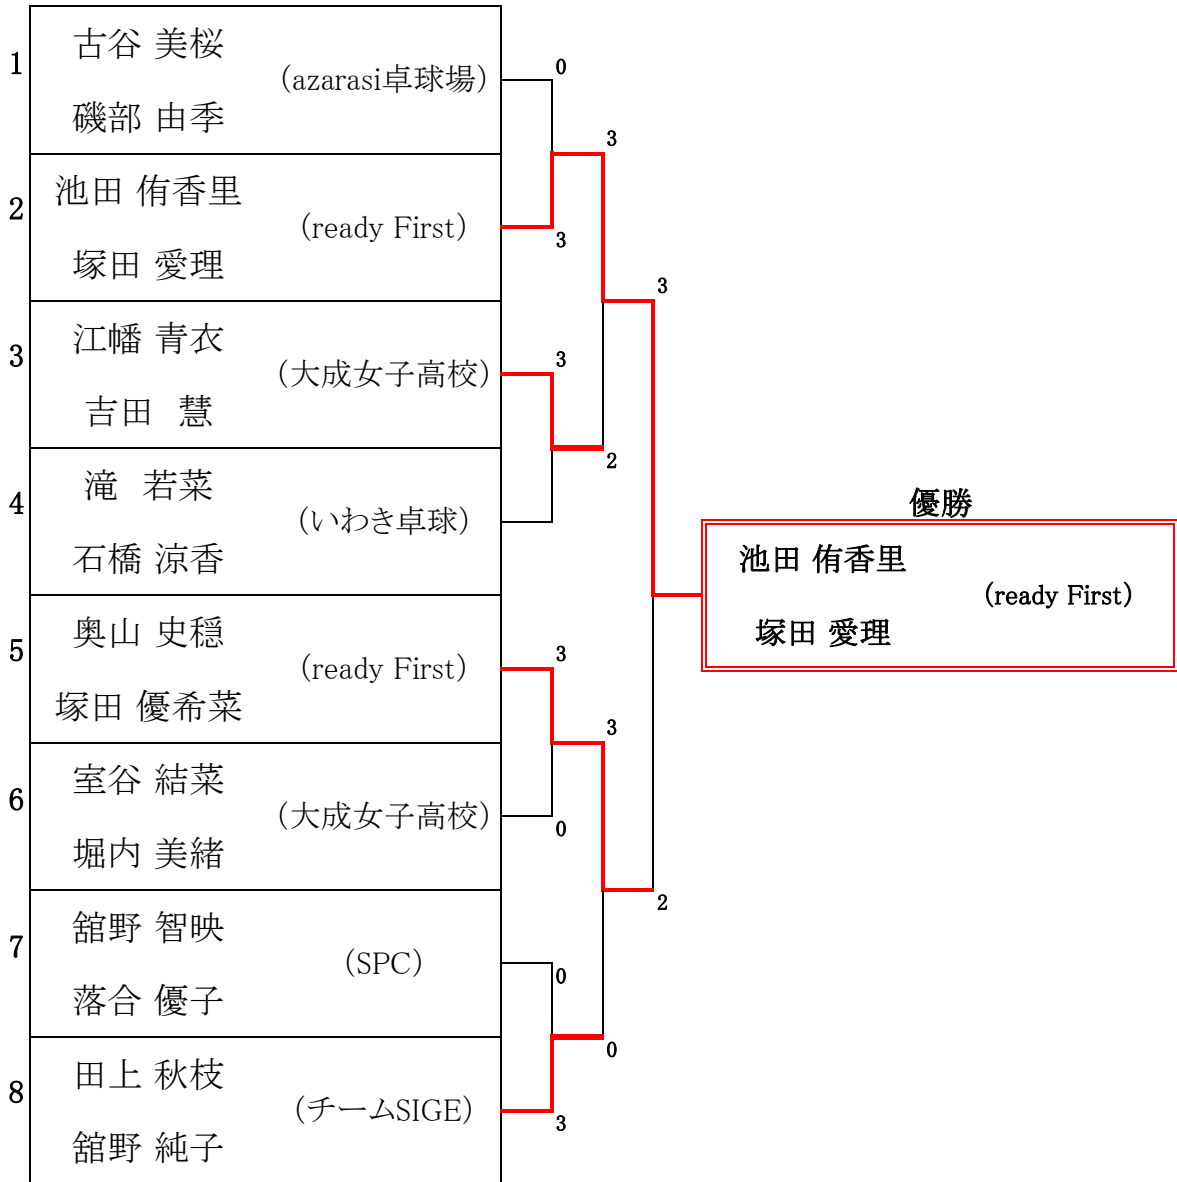 1
古谷 美桜
(azarasi卓球場)
磯部 由季
2
池田 侑香里
(ready First)
塚田 愛理
3
江幡 青衣
(大成女子高校)
吉田 慧
4
滝 若菜
(いわき卓球)
石橋 涼香
5
奥山 史穏
(ready First)
塚田 優希菜
6
室谷 結菜
(大成女子高校)
堀内 美緒
7
舘野 智映
(SPC)
落合 優子
8
田上 秋枝
(チームSIGE)
舘野 純子
0
3
3
3
0
0
3
3
2
3
0
3
2
優勝
池田 侑香里
(ready First)
塚田 愛理